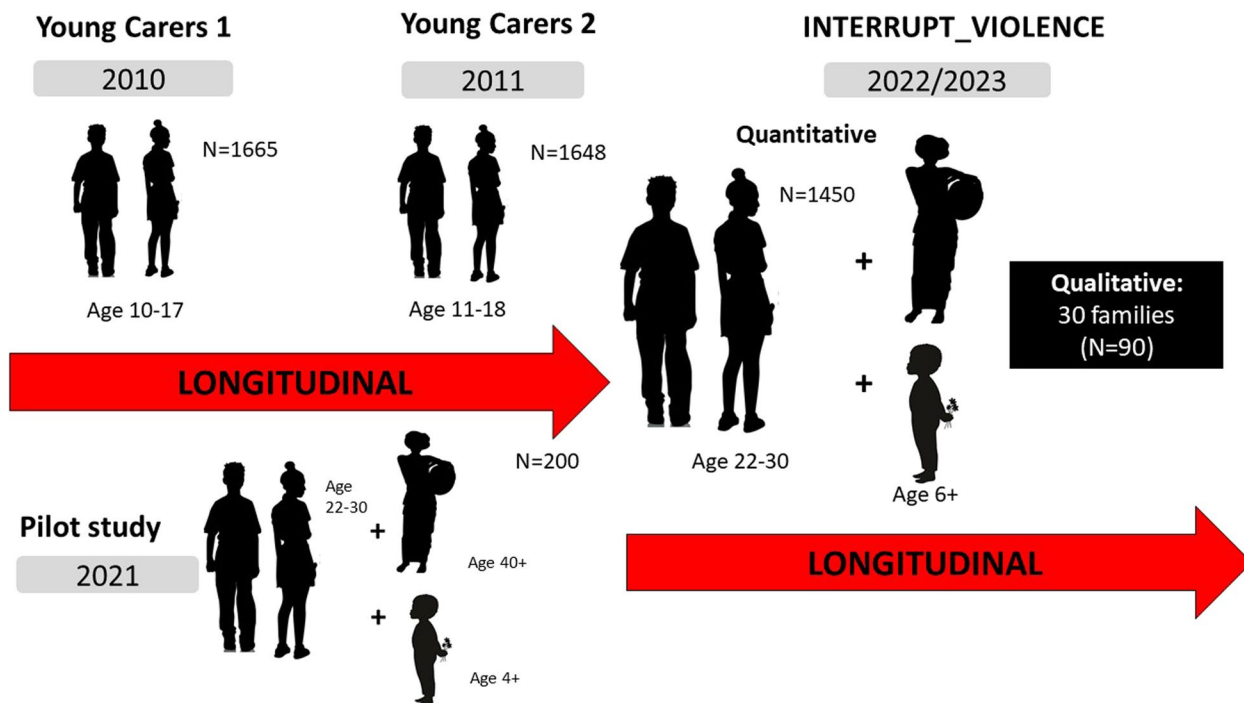 Young Carers 1
2010
N=1665
Age 10-17
Young Carers 2
2011
N=1648
Age 11-18
INTERRUPT_VIOLENCE
2022/2023
Quantitative
N=1450
+
+
Age 22-30
Age 6+
Qualitative:
30 families
(N=90)
LONGITUDINAL
Pilot study
2021
Age
22-30
N=200
+
Age 40+
+
Age 4+
LONGITUDINAL